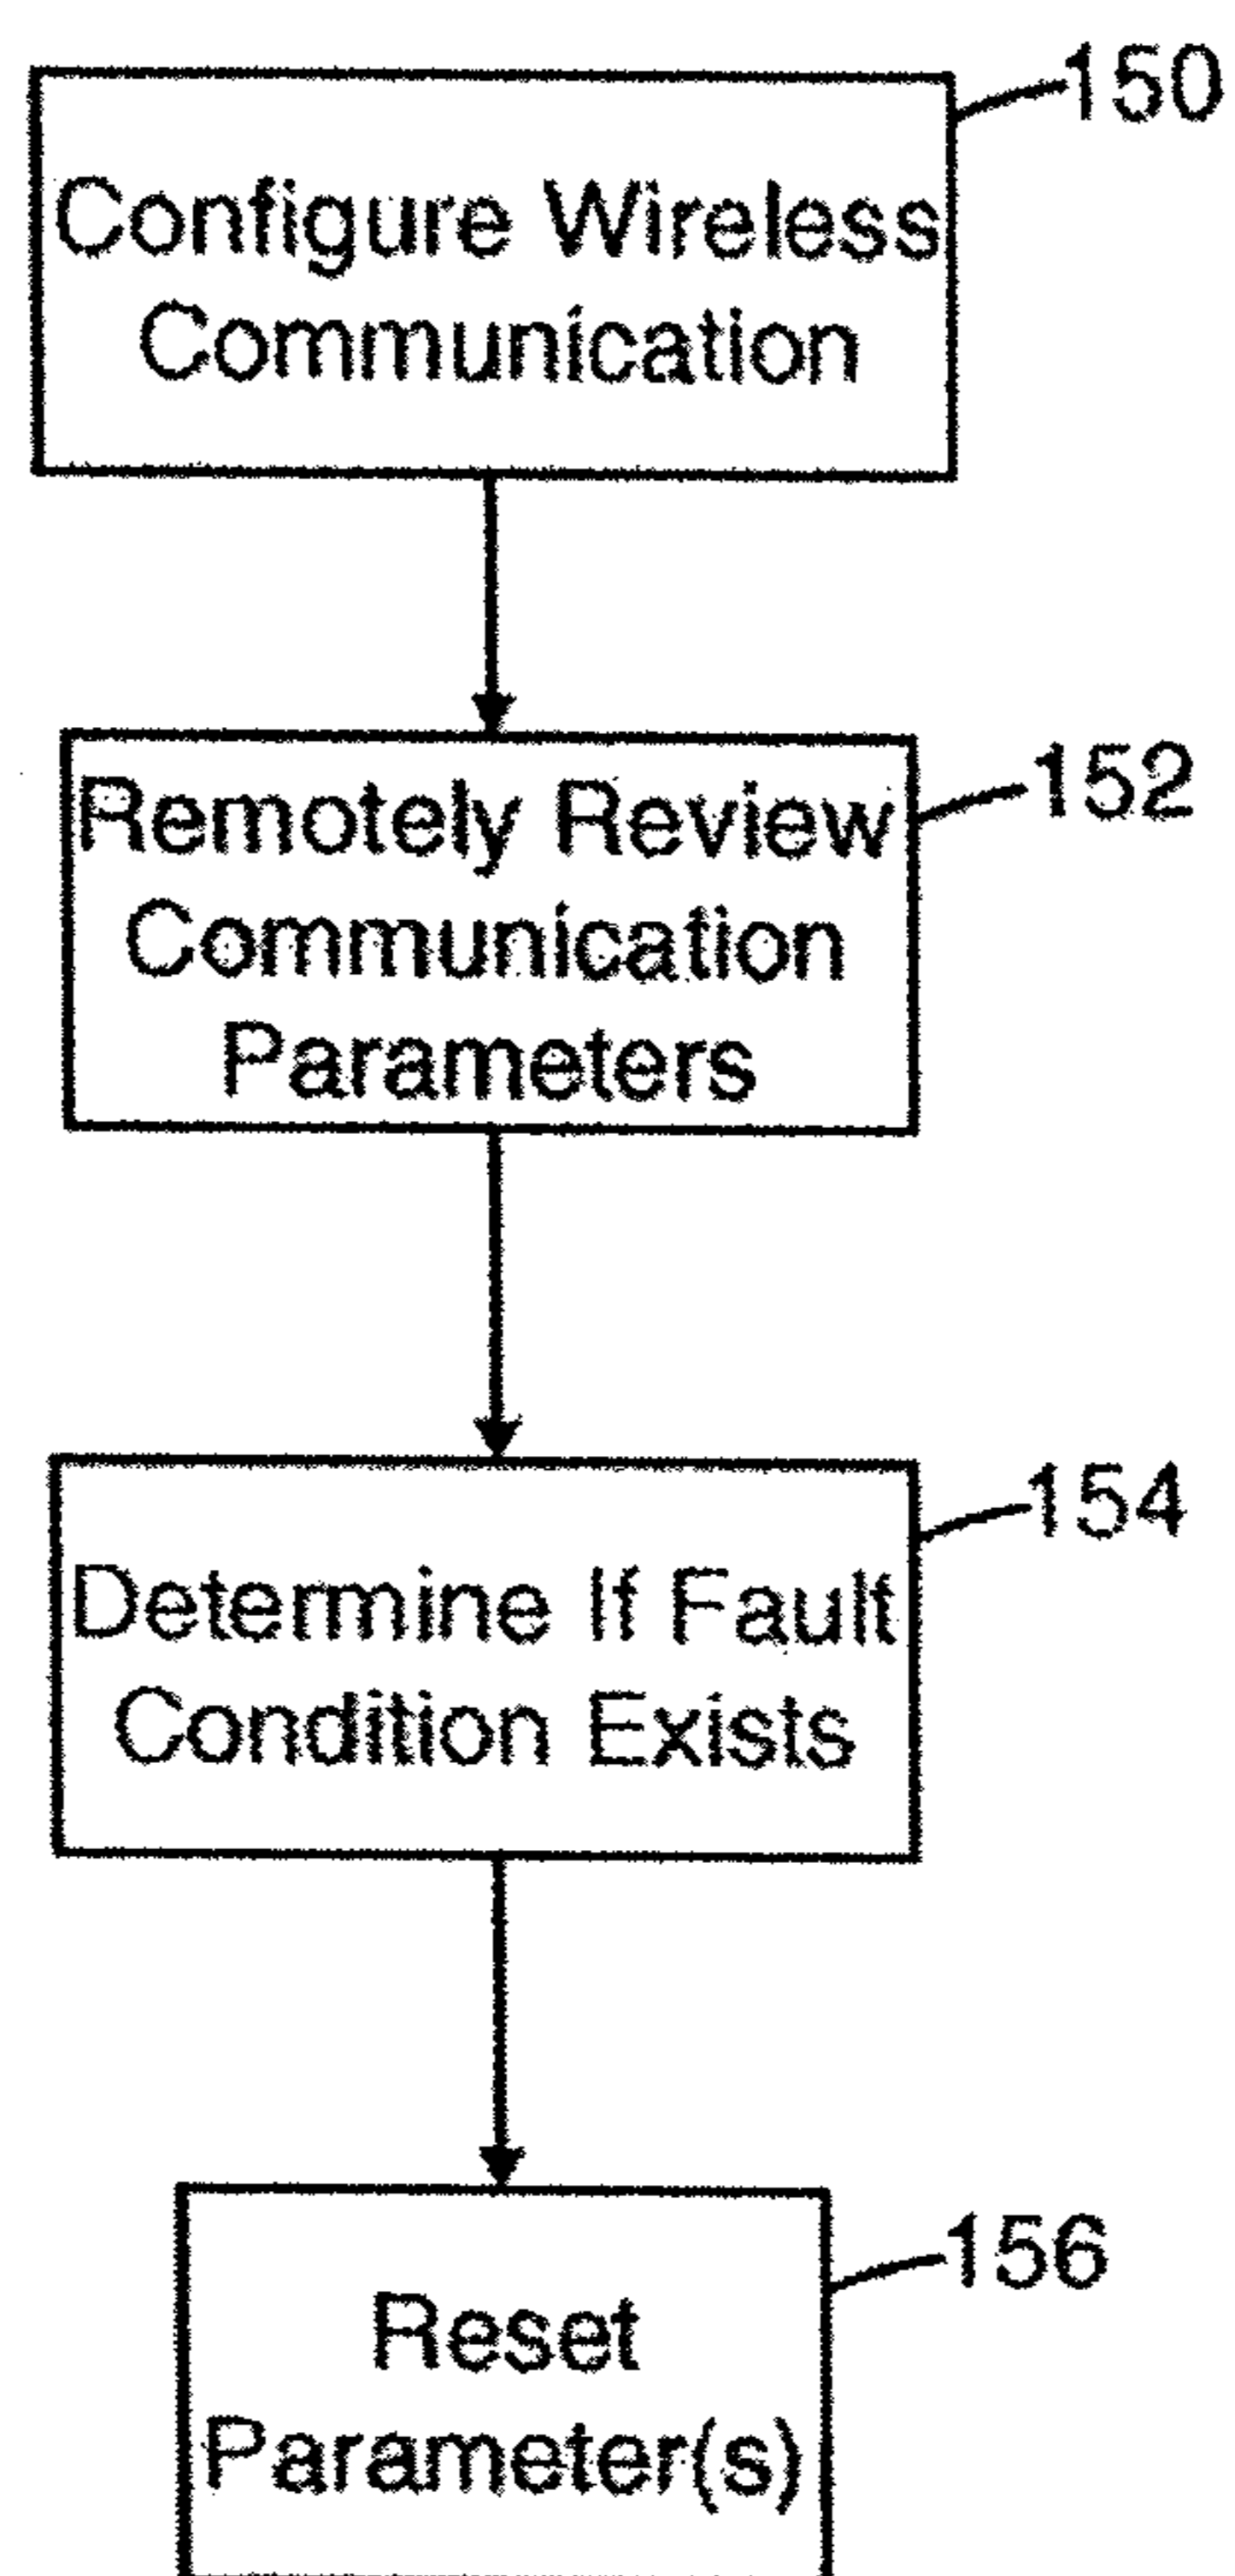 150
Configure Wireless
Communication
152
Remotely Review
Communication
Parameters
154
Determine If Fault
Condition Exists
156
Reset
Parameter(s)